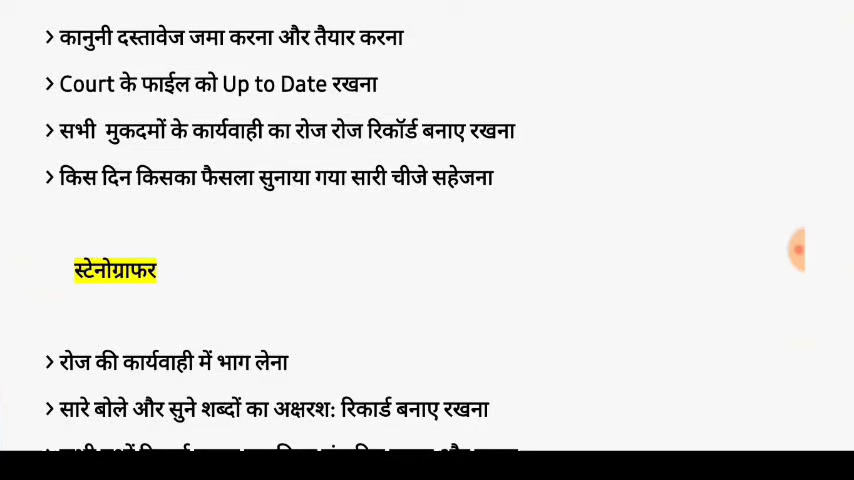 > कानुनी दस्तावेज जमा करना और तैयार करना
> Court के फाईल को Up to Date रखना
> सभी मुकदमों के कार्यवाही का रोज रोज रिकॉर्ड बनाए रखना
> किस दिन किसका फैसला सुनाया गया सारी चीजे सहेजना
स्टेनोग्राफर
> रोज की कार्यवाही में भाग लेना
> सारे बोले और सुने शब्दों का अक्षरश: रिकार्ड बनाए रखना